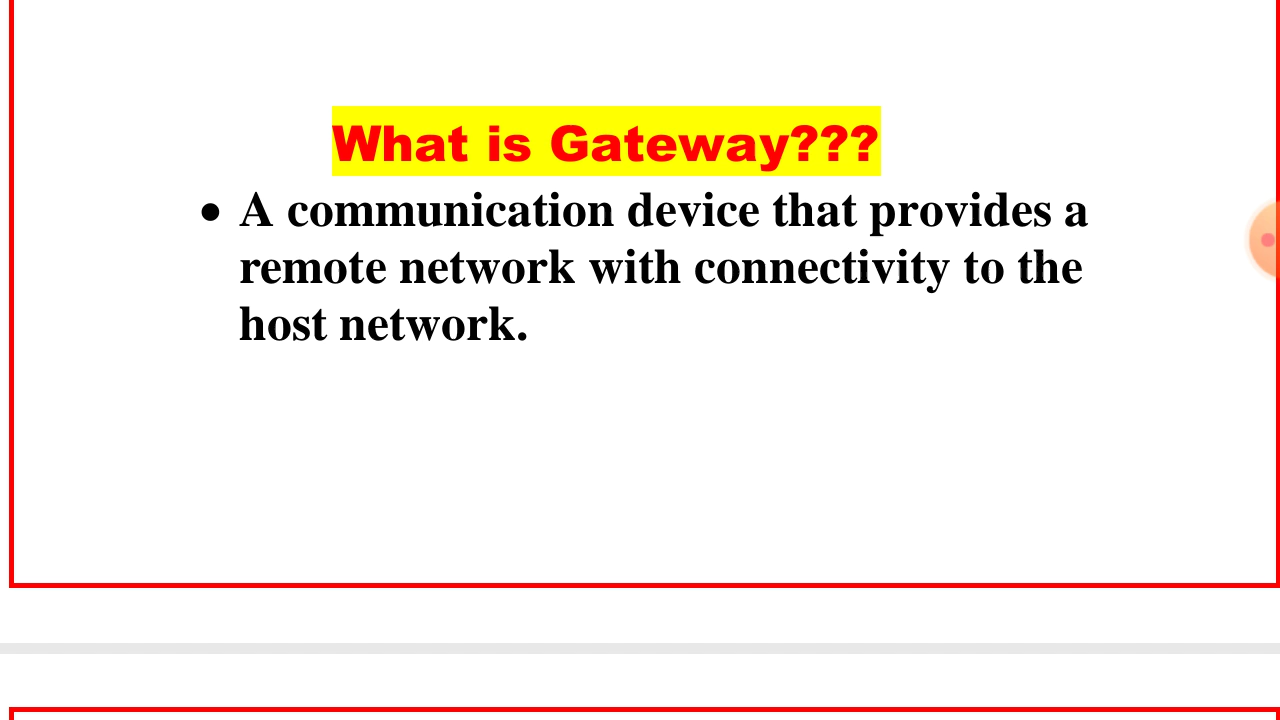 What is Gateway???
• A communication device that provides a
remote network with connectivity to the
host network.